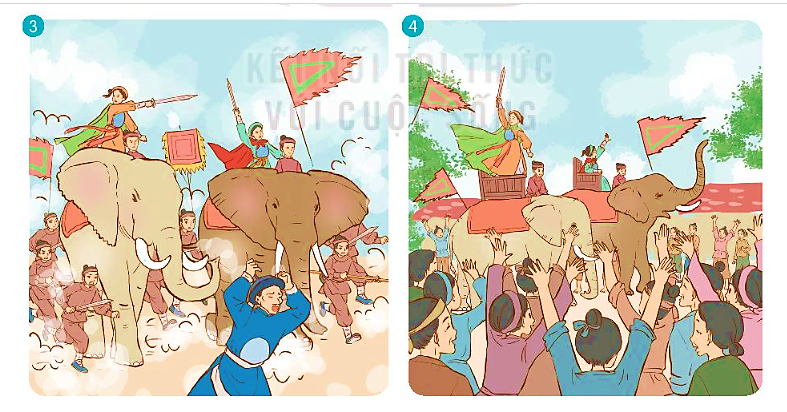 3
4
KẾT NỐI TRI THỨC
VỚI CUỘC SỐNG